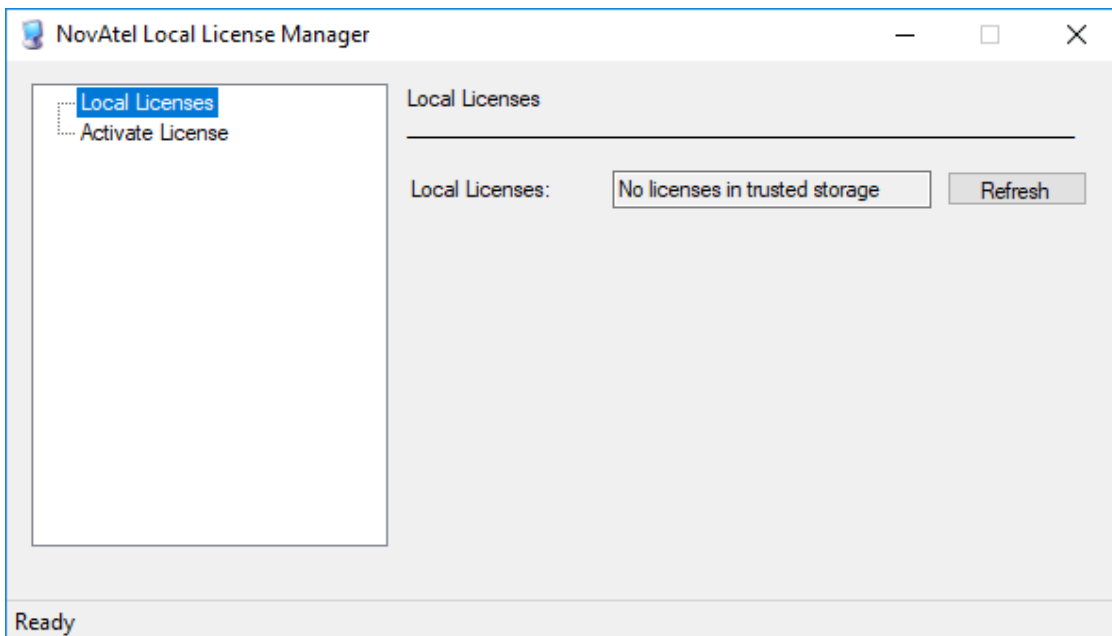 NovAtel Local License Manager
Local Licenses
Activate License
Local Licenses
Local Licenses: No licenses in trusted storage Refresh
Ready